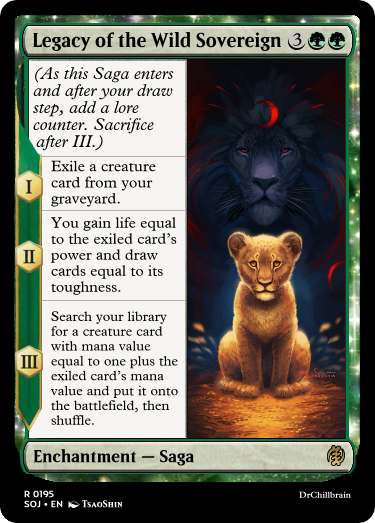 Legacy of the Wild Sovereign 3
(As this Saga enters
and after your draw
step, add a lore
counter. Sacrifice
after III.)
I
Exile a creature
card from your
graveyard.
II
You gain life equal
to the exiled card's
power and draw
cards equal to its
toughness.
III
Search your library
for a creature card
with mana value
equal to one plus the
exiled card's mana
value and put it onto
the battlefield, then
shuffle.
Enchantment — Saga
R 0195
SOJ • EN TsaoShin
DrChillbrain